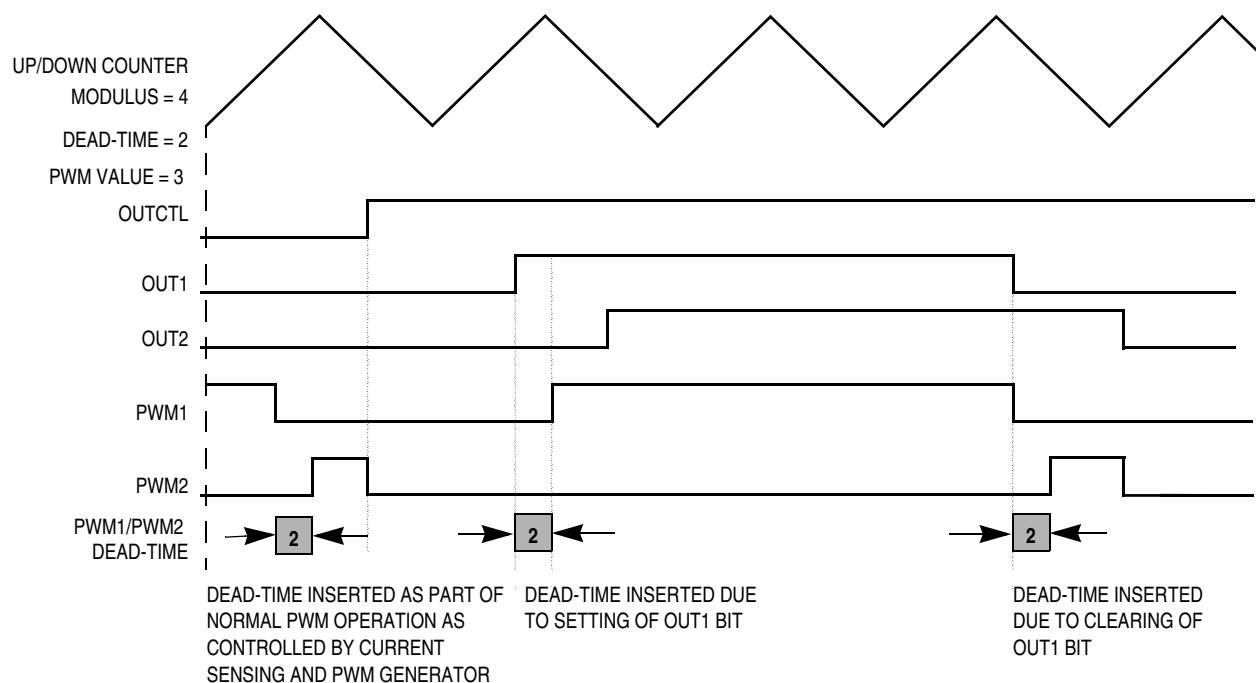 UP/DOWN COUNTER
MODULUS = 4
DEAD-TIME = 2
PWM VALUE = 3
OUTCTL
OUT1
OUT2
PWM1
PWM2
PWM1/PWM2
DEAD-TIME
2
2
2
DEAD-TIME INSERTED AS PART OF
NORMAL PWM OPERATION AS
CONTROLLED BY CURRENT
SENSING AND PWM GENERATOR
DEAD-TIME INSERTED DUE
TO SETTING OF OUT1 BIT
DEAD-TIME INSERTED
DUE TO CLEARING OF
OUT1 BIT